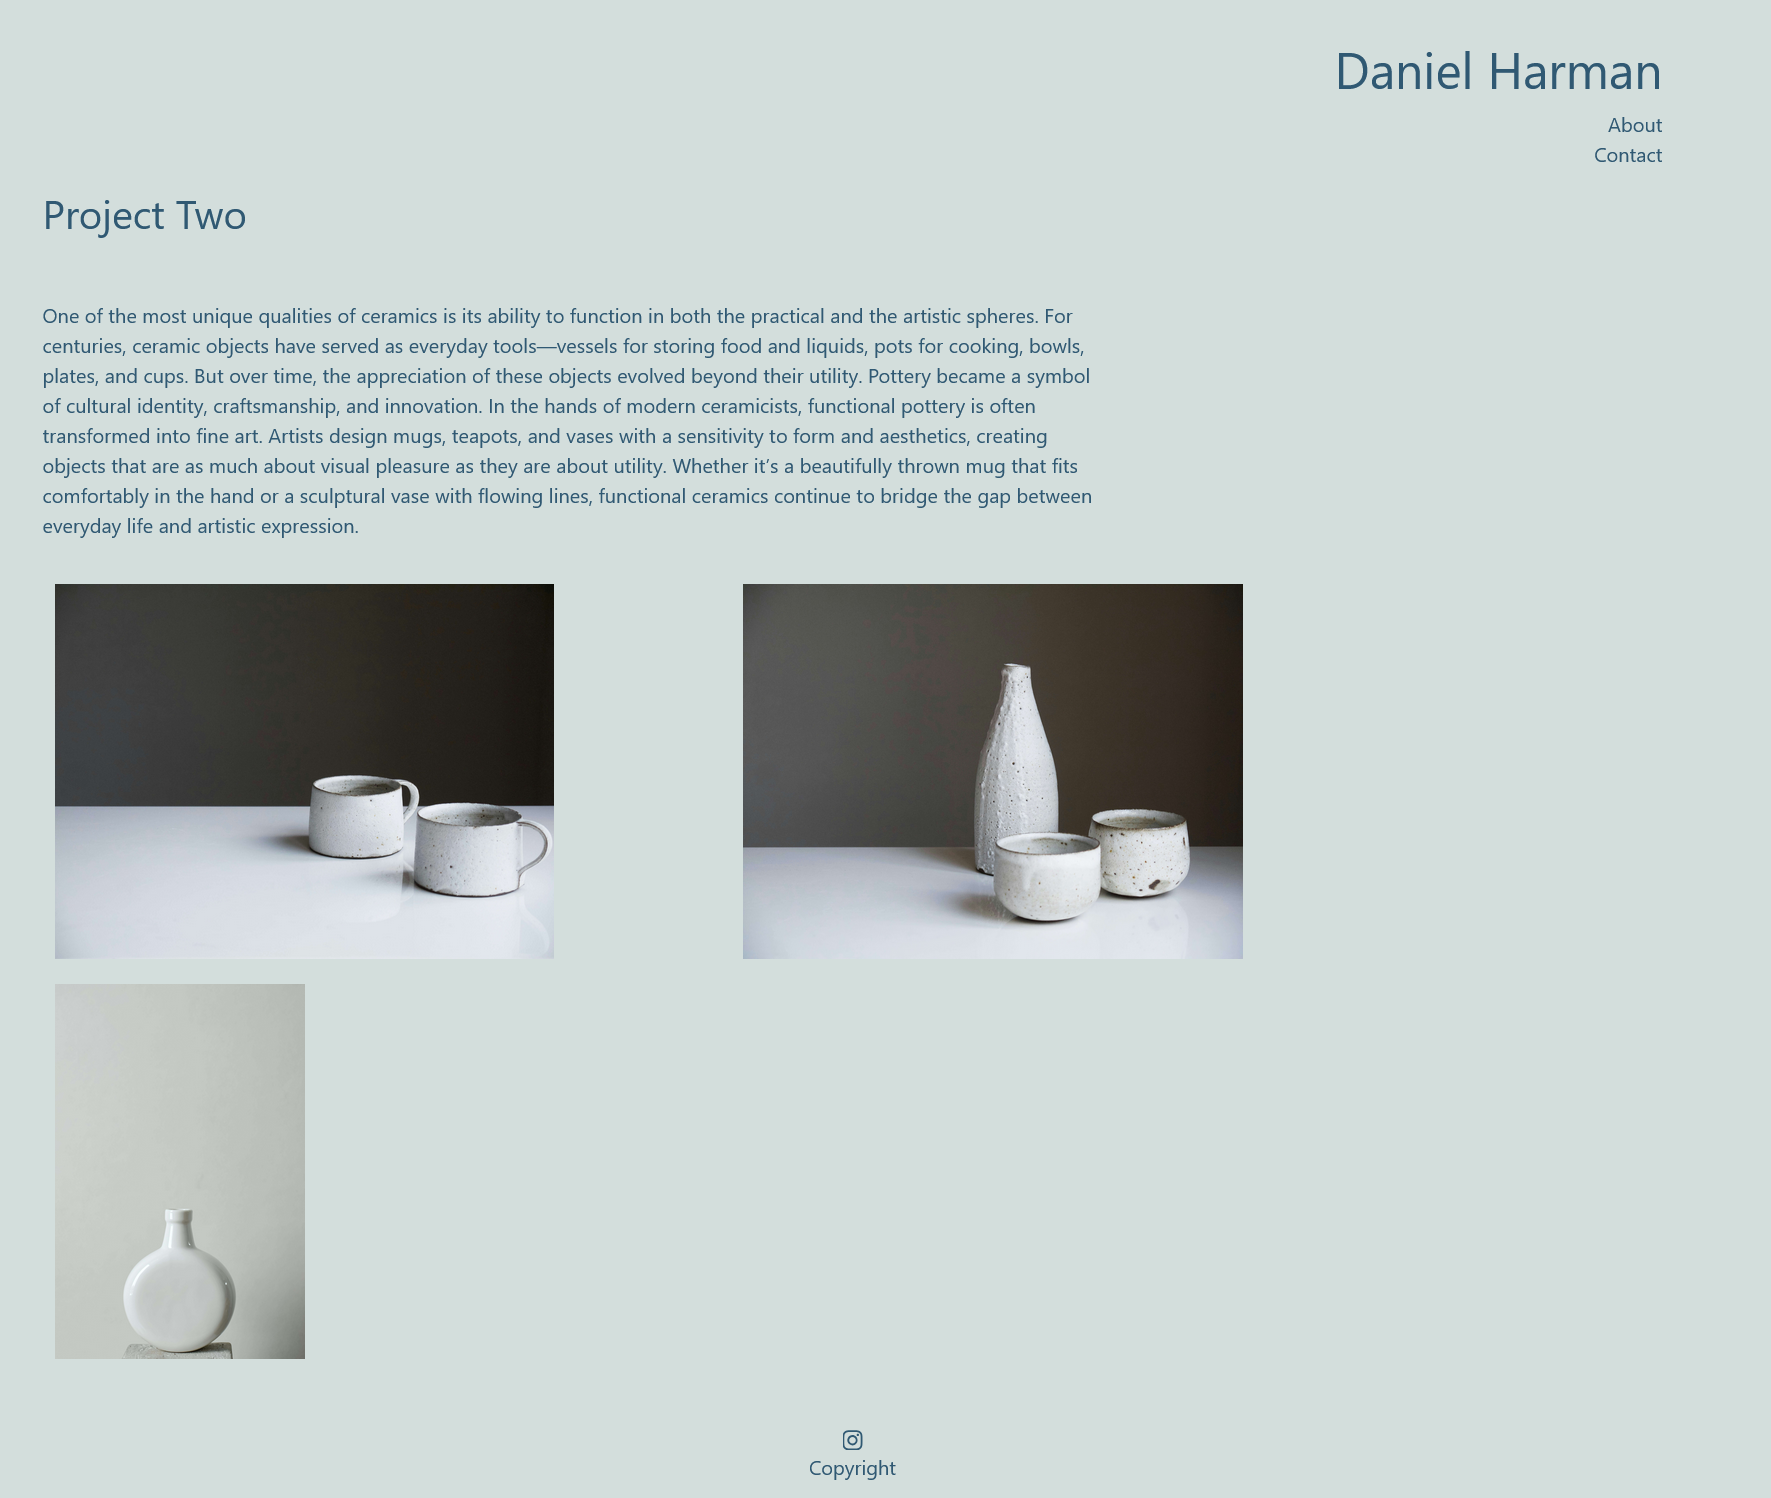 Daniel Harman
About
Contact
Project Two
One of the most unique qualities of ceramics is its ability to function in both the practical and the artistic spheres. For
centuries, ceramic objects have served as everyday tools—vessels for storing food and liquids, pots for cooking, bowls,
plates, and cups. But over time, the appreciation of these objects evolved beyond their utility. Pottery became a symbol
of cultural identity, craftsmanship, and innovation. In the hands of modern ceramicists, functional pottery is often
transformed into fine art. Artists design mugs, teapots, and vases with a sensitivity to form and aesthetics, creating
objects that are as much about visual pleasure as they are about utility. Whether it’s a beautifully thrown mug that fits
comfortably in the hand or a sculptural vase with flowing lines, functional ceramics continue to bridge the gap between
everyday life and artistic expression.
Copyright